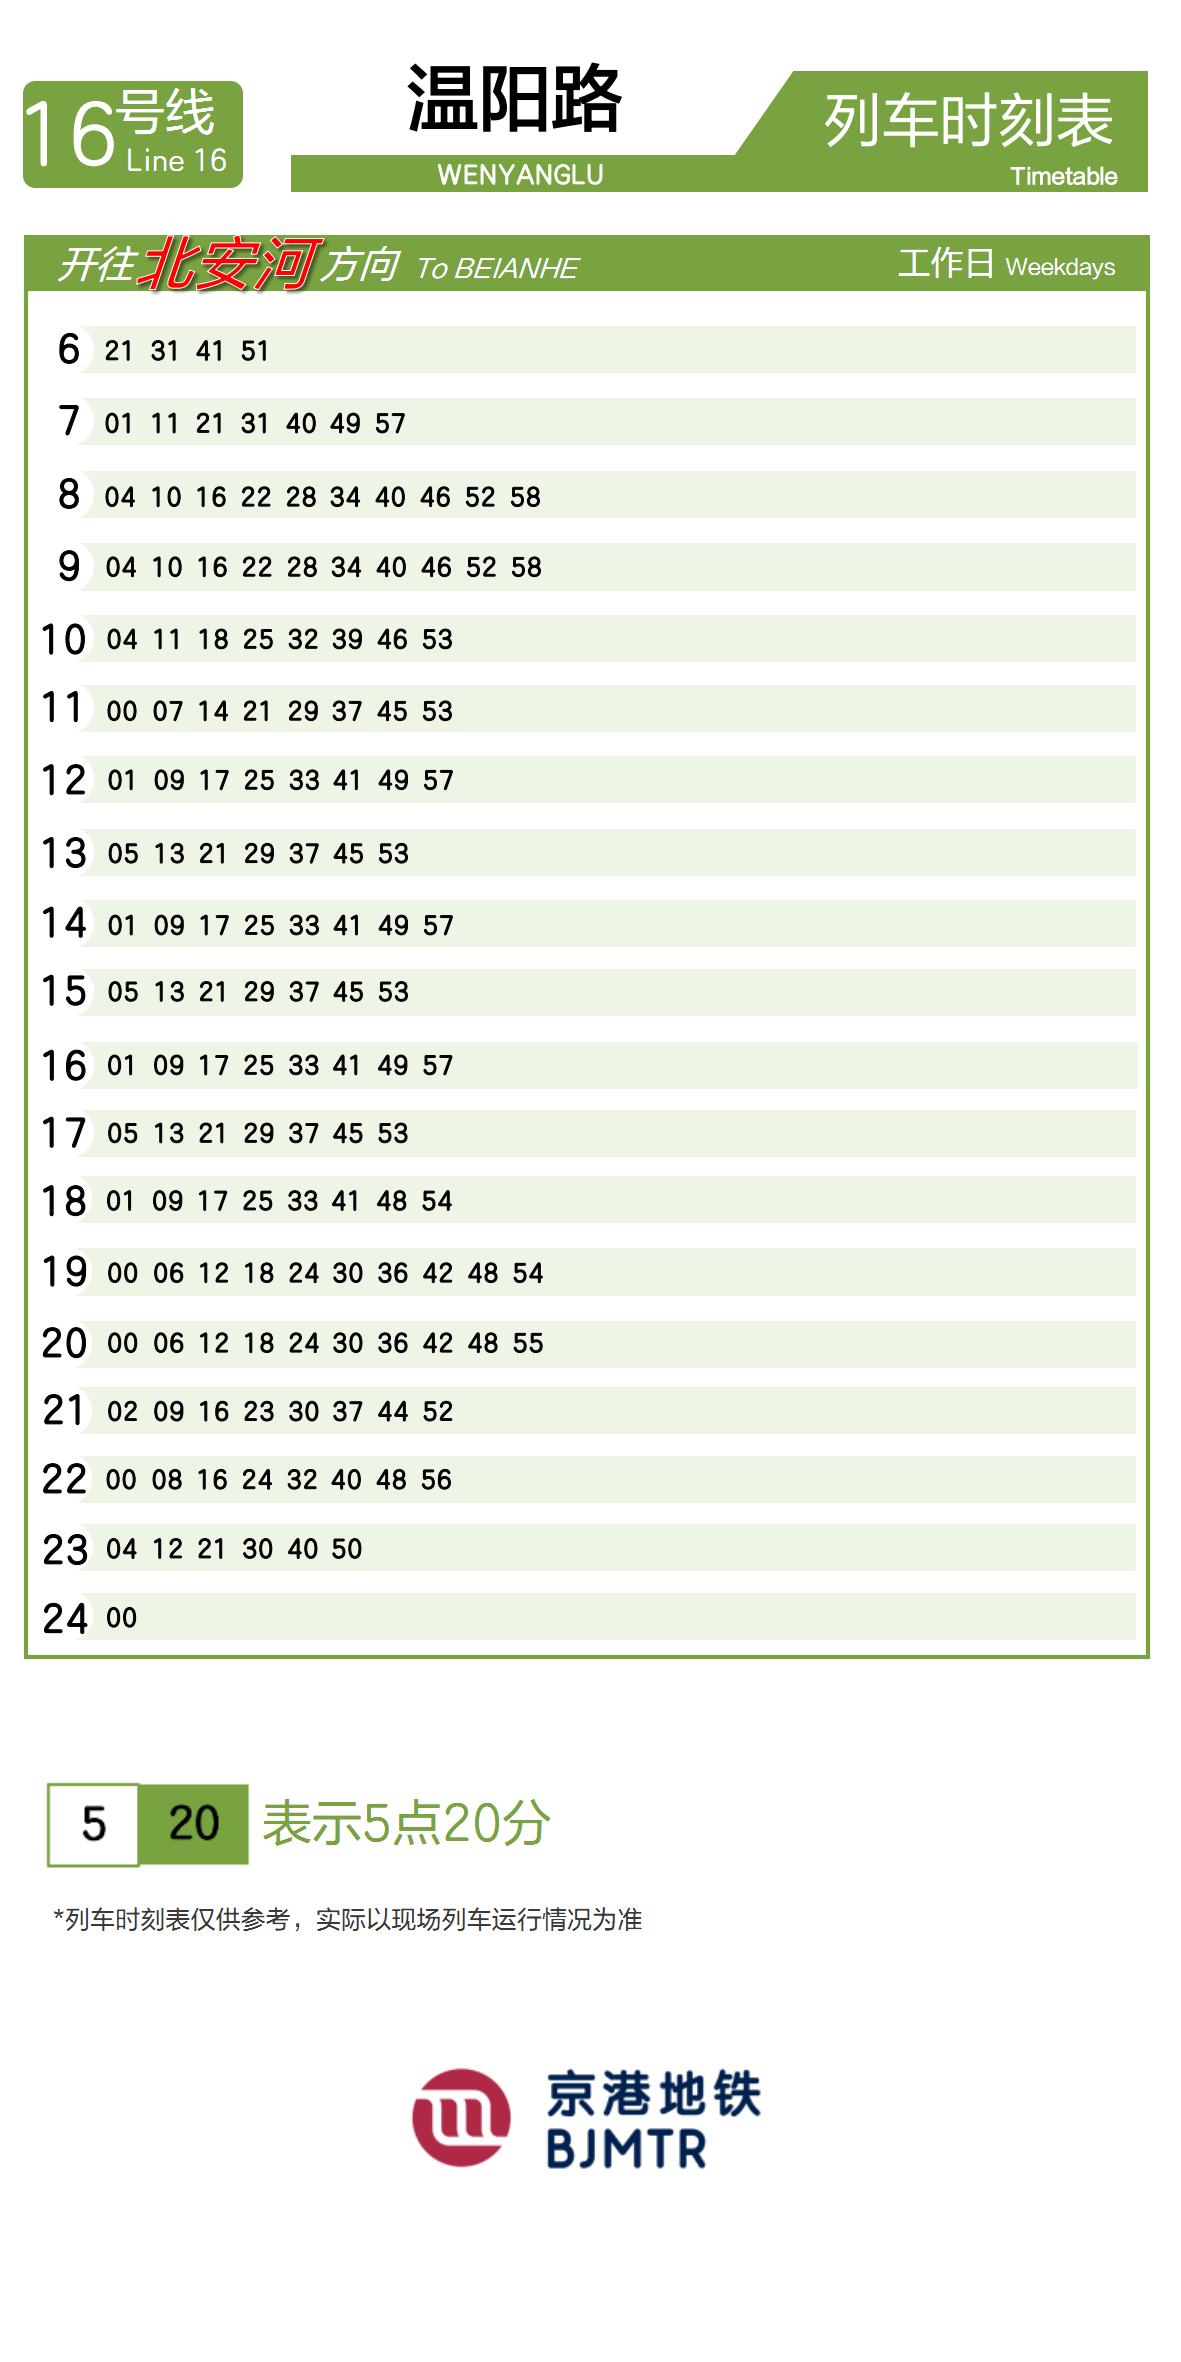 16号线
Line 16
温阳路
WENYANGLU
列车时刻表
Timetable
开往北安河方向 To BEIANHE 工作日 Weekdays
6 21 31 41 51
7 01 11 21 31 40 49 57
8 04 10 16 22 28 34 40 46 52 58
9 04 10 16 22 28 34 40 46 52 58
10 04 11 18 25 32 39 46 53
11 00 07 14 21 29 37 45 53
12 01 09 17 25 33 41 49 57
13 05 13 21 29 37 45 53
14 01 09 17 25 33 41 49 57
15 05 13 21 29 37 45 53
16 01 09 17 25 33 41 49 57
17 05 13 21 29 37 45 53
18 01 09 17 25 33 41 48 54
19 00 06 12 18 24 30 36 42 48 54
20 00 06 12 18 24 30 36 42 48 55
21 02 09 16 23 30 37 44 52
22 00 08 16 24 32 40 48 56
23 04 12 21 30 40 50
24 00
5 20 表示5点20分
*列车时刻表仅供参考，实际以现场列车运行情况为准
京港地铁
BJMTR